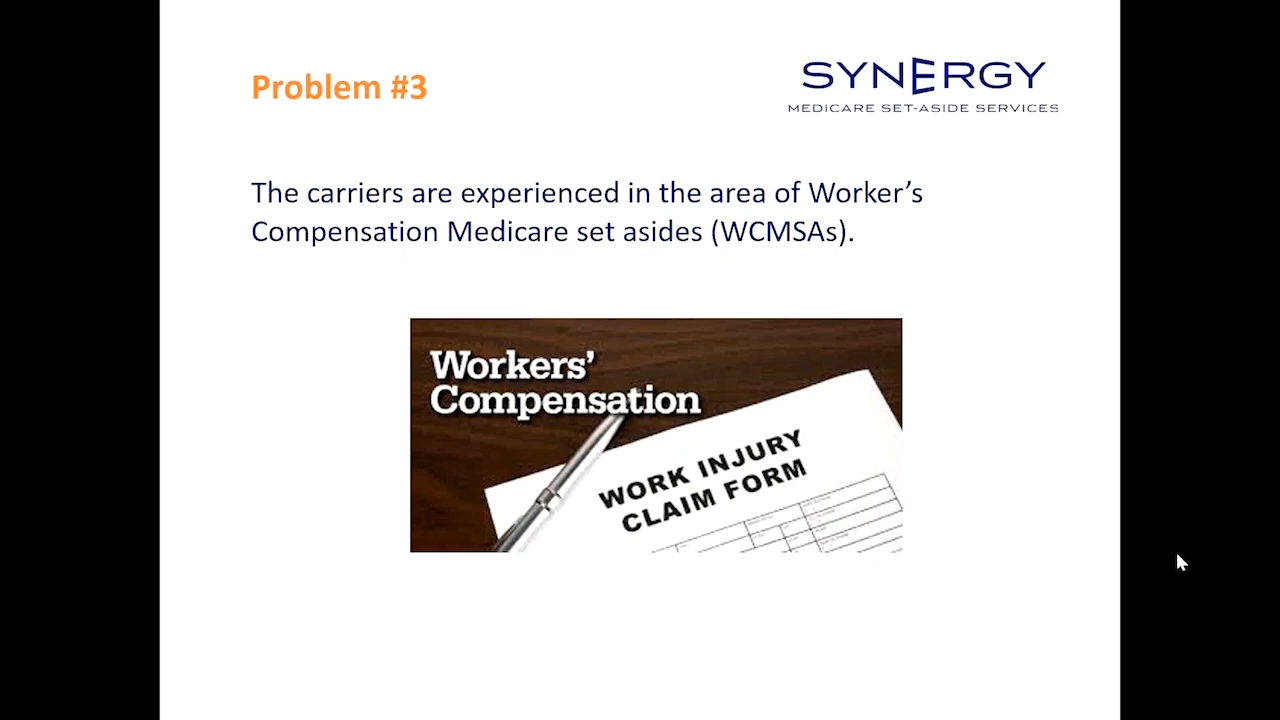 Problem #3
SYNERGY
MEDICARE SET-ASIDE SERVICES
The carriers are experienced in the area of Worker’s
Compensation Medicare set asides (WCMSAs).
Workers’
Compensation
WORK INJURY
CLAIM FORM